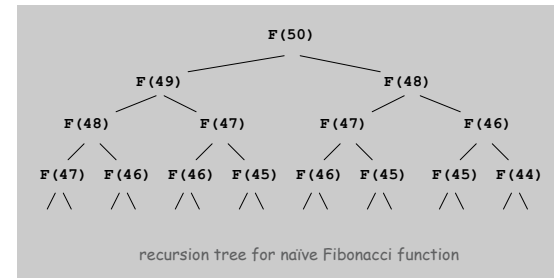 F(50)
F(49) F(48)
F(48) F(47) F(47) F(46)
F(47) F(46) F(46) F(45) F(46) F(45) F(45) F(44)
recursion tree for naïve Fibonacci function